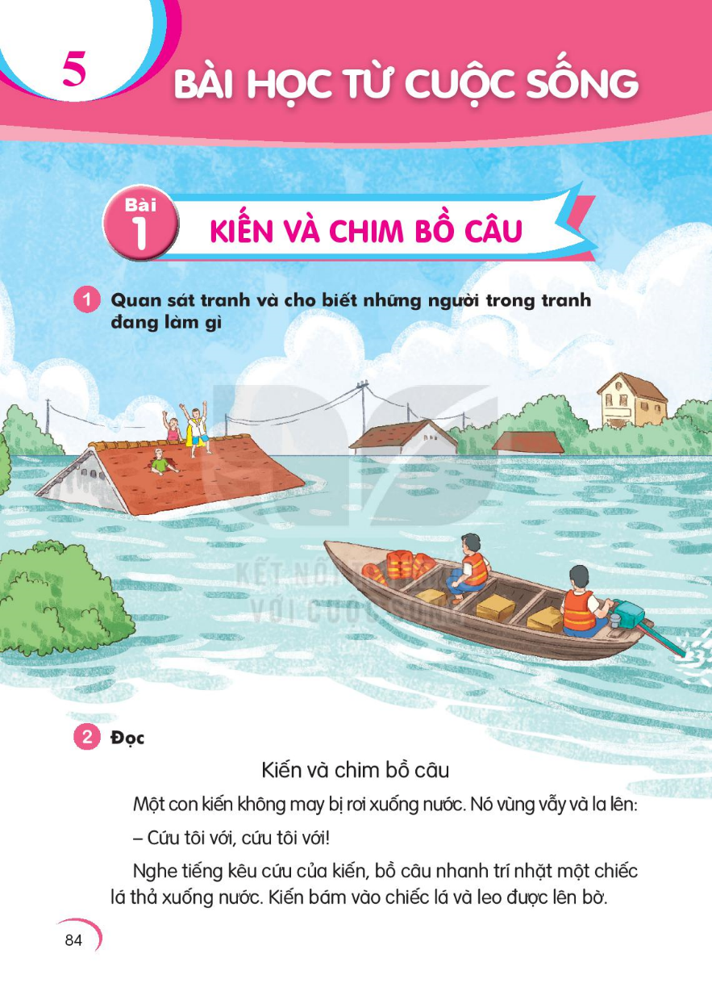 5
BÀI HỌC TỪ CUỘC SỐNG
Bài
1
KIẾN VÀ CHIM BỒ CÂU
1 Quan sát tranh và cho biết những người trong tranh
đang làm gì
KẾT NỐI TRI THỨC
VỚI CUỘC SỐNG
2 Đọc
Kiến và chim bồ câu
Một con kiến không may bị rơi xuống nước. Nó vùng vẫy và la lên:
– Cứu tôi với, cứu tôi với!
Nghe tiếng kêu cứu của kiến, bồ câu nhanh trí nhặt một chiếc
lá thả xuống nước. Kiến bám vào chiếc lá và leo được lên bờ.
84